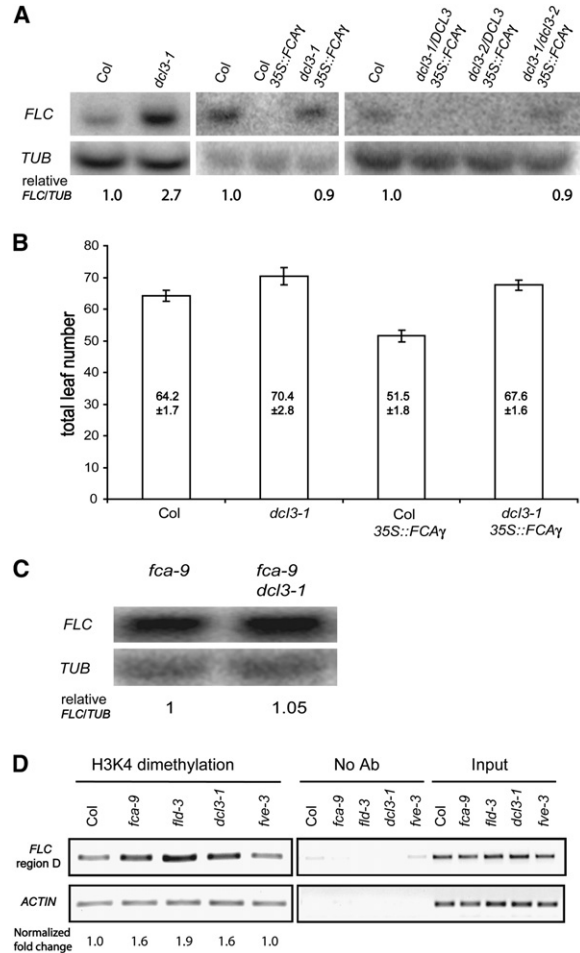 A
Col
dcl3-1
Col
Col
35S::FCAγ
dcl3-1
35S::FCAγ
Col
dcl3-1/DCL3
35S::FCAγ
dcl3-2/DCL3
35S::FCAγ
dcl3-1/dcl3-2
35S::FCAγ
FLC
TUB
relative
FLC/TUB
1.0 2.7 1.0 0.9 1.0 0.9
B
total leaf number
80
70
60
50
40
30
20
10
0
64.2
±1.7
70.4
±2.8
51.5
±1.8
67.6
±1.6
Col
dcl3-1
Col
35S::FCAγ
dcl3-1
35S::FCAγ
C
fca-9
fca-9
dcl3-1
FLC
TUB
relative
FLC/TUB
1 1.05
D
H3K4 dimethylation No Ab Input
Col fca-9 fld-3 dcl3-1 fve-3 Col fca-9 fld-3 dcl3-1 fve-3 Col fca-9 fld-3 dcl3-1 fve-3
FLC
region D
ACTIN
Normalized
fold change
1.0 1.6 1.9 1.6 1.0